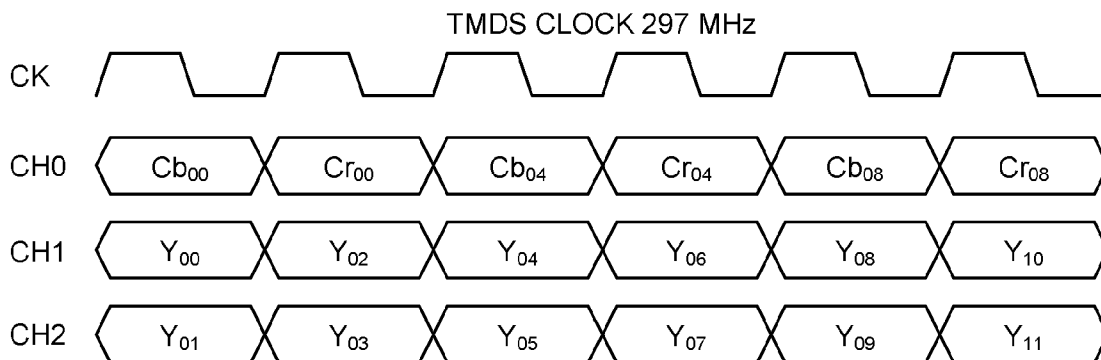 TMDS CLOCK 297 MHz
CK
CH0 Cb00 Cr00 Cb04 Cr04 Cb08 Cr08
CH1 Y00 Y02 Y04 Y06 Y08 Y10
CH2 Y01 Y03 Y05 Y07 Y09 Y11